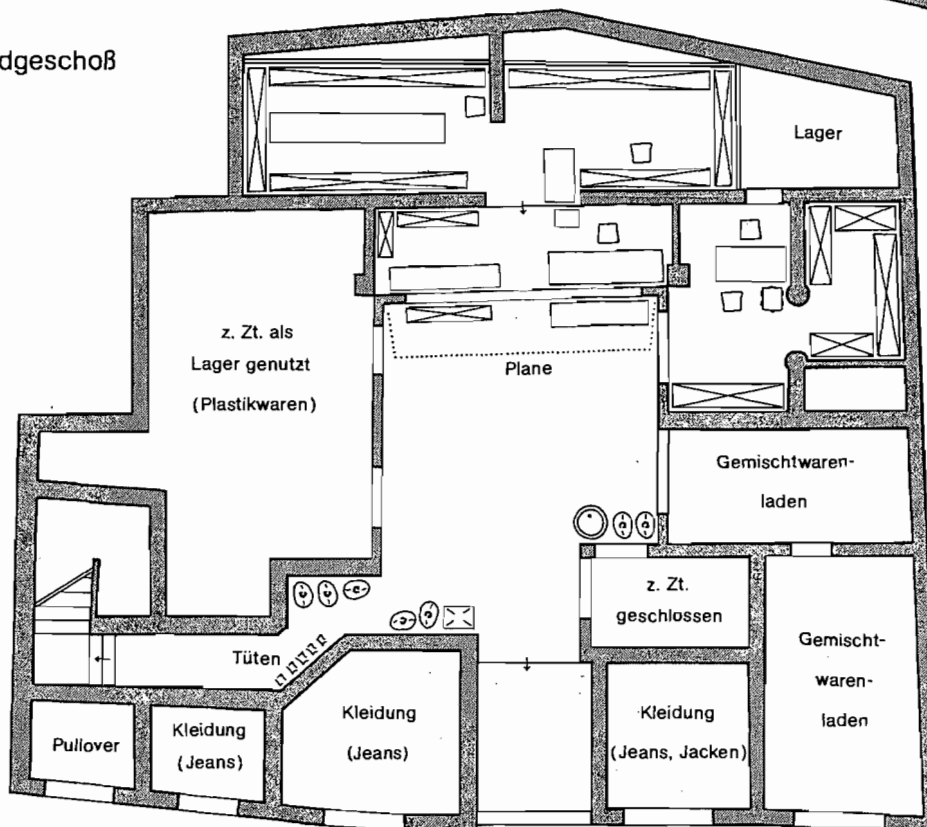 dgeschoß
Lager
z. Zt. als
Lager genutzt
(Plastikwaren)
Plane
Gemischtwaren-
laden
z. Zt.
geschlossen
Gemischt-
waren-
laden
Tüten
Pullover
Kleidung
(Jeans)
Kleidung
(Jeans)
Kleidung
(Jeans, Jacken)